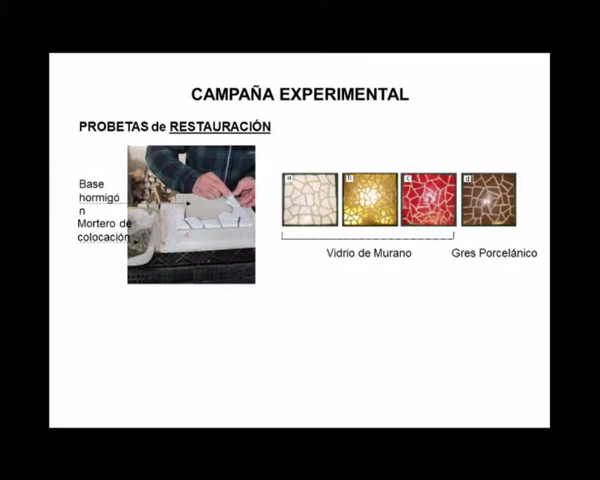 CAMPAÑA EXPERIMENTAL
PROBETAS de RESTAURACIÓN
Base
hormigó
n
Mortero de
colocación
a
b
c
d
Vidrio de Murano
Gres Porcelánico